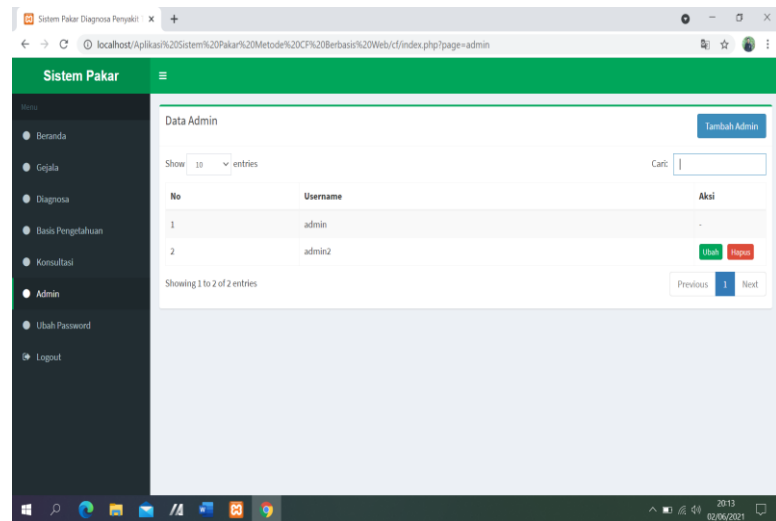 Sistem Pakar Diagnosa Penyakit
localhost/Aplikasi%20Sistem%20Pakar%20Metode%20CF%20Berbasis%20Web/cf/index.php?page=admin
Sistem Pakar
Menu
Beranda
Gejala
Diagnosa
Basis Pengetahuan
Konsultasi
Admin
Ubah Password
Logout
Data Admin
Tambah Admin
Show 10 entries
Cari:
No Username Aksi
1 admin -
2 admin2 Ubah Hapus
Showing 1 to 2 of 2 entries
Previous 1 Next
20:13
02/06/2021